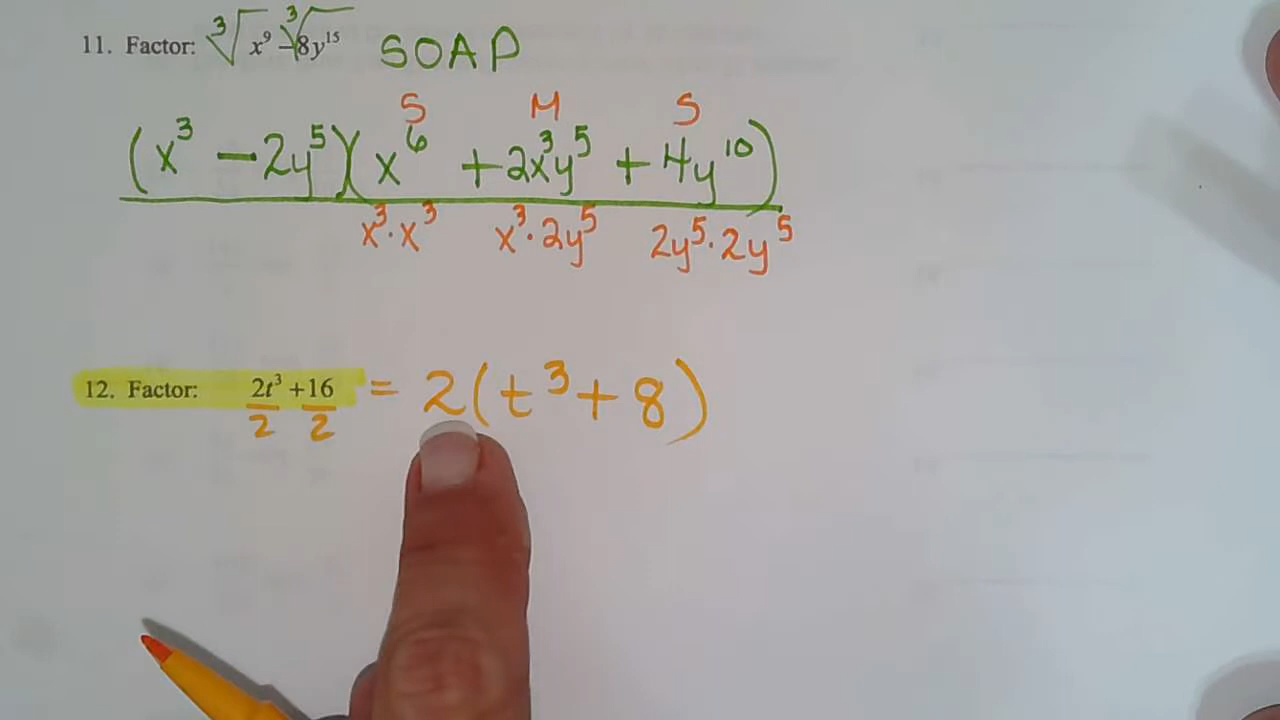 11. Factor: ∛x⁹ – ∛8y¹⁵ SOAP
S M S
(x³ – 2y⁵)(x⁶ + 2x³y⁵ + 4y¹⁰)
x³·x³ x³·2y⁵ 2y⁵·2y⁵
12. Factor: 2t³ + 16 = 2(t³ + 8)
2 2